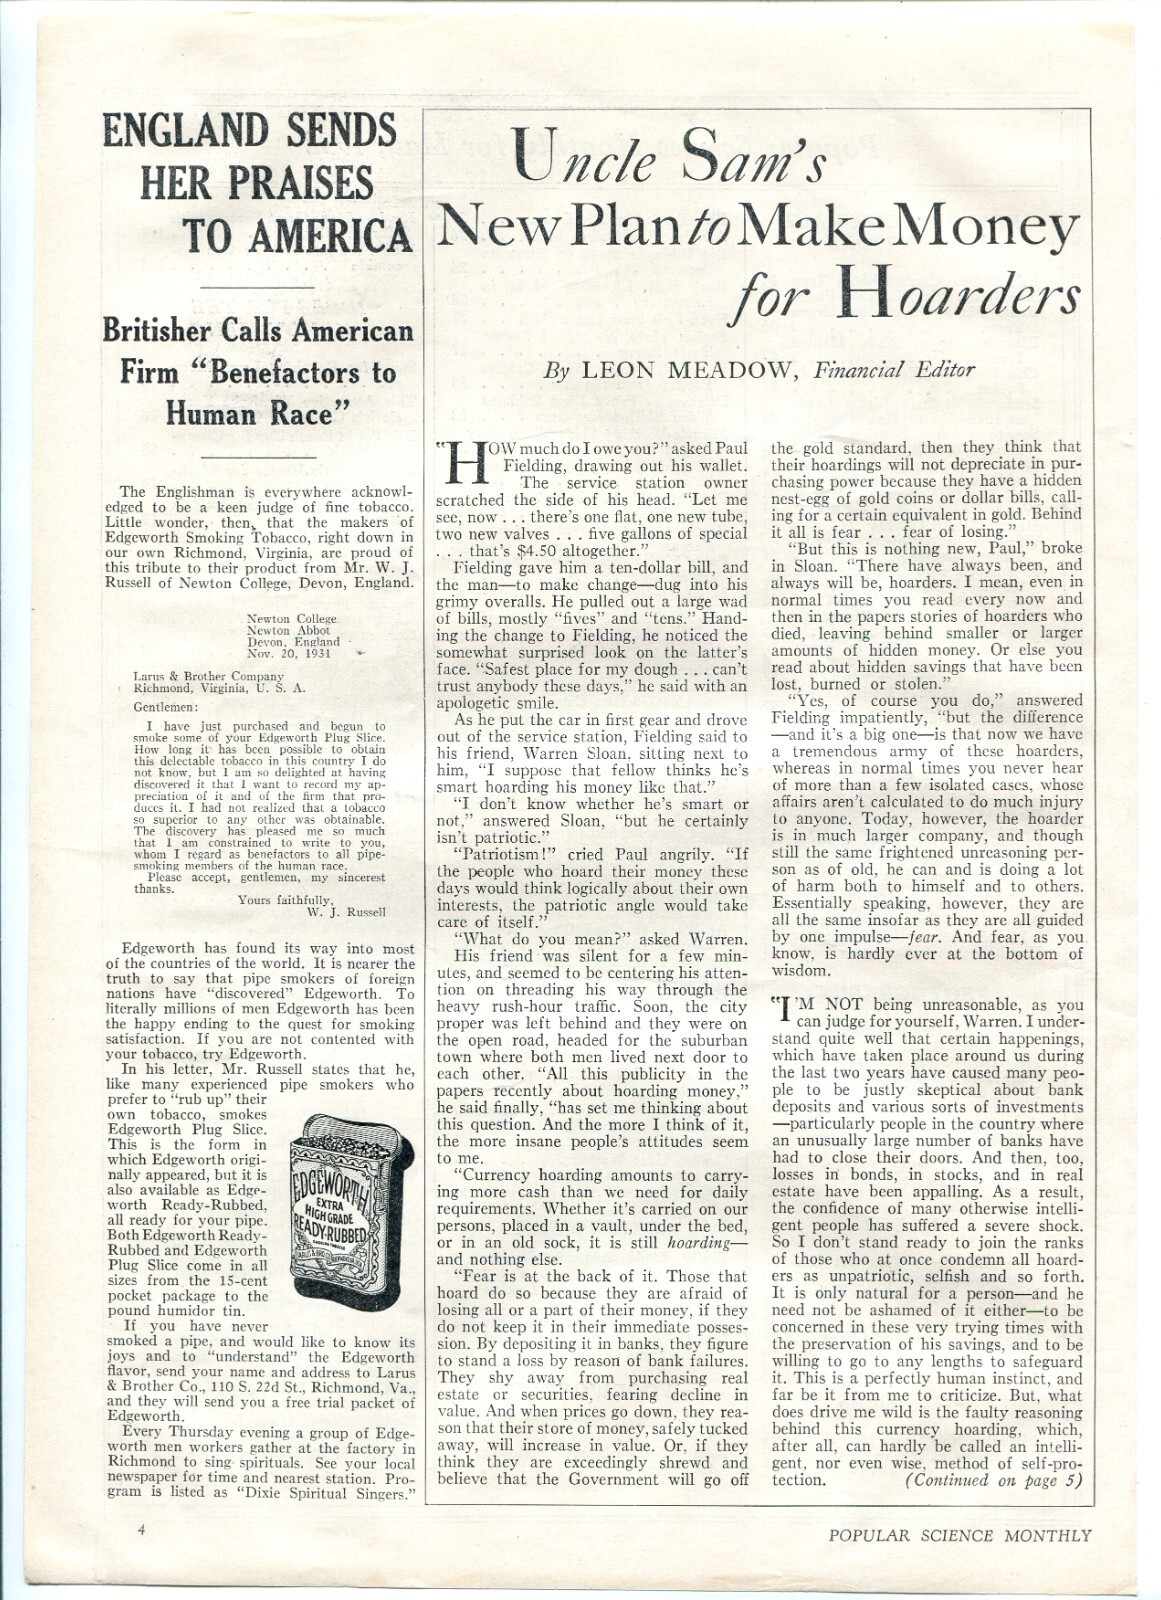 ENGLAND SENDS
HER PRAISES
TO AMERICA
Britisher Calls American
Firm "Benefactors to
Human Race"
The Englishman is everywhere acknowl-
edged to be a keen judge of fine tobacco.
Little wonder, then, that the makers of
Edgeworth Smoking Tobacco, right down in
our own Richmond, Virginia, are proud of
this tribute to their product from Mr. W. J.
Russell of Newton College, Devon, England.
Newton College
Newton Abbot
Devon, England
Nov. 20, 1931
Larus & Brother Company
Richmond, Virginia, U. S. A.
Gentlemen:
I have just purchased and begun to
smoke some of your Edgeworth Plug Slice.
How long it has been possible to obtain
this delectable tobacco in this country I do
not know, but I am so delighted at having
discovered it that I want to record my ap-
preciation of it and of the firm that pro-
duces it. I had not realized that a tobacco
so superior to any other was obtainable.
The discovery has pleased me so much
that I am constrained to write to you,
whom I regard as benefactors to all pipe-
smoking members of the human race.
Please accept, gentlemen, my sincerest
thanks.
Yours faithfully,
W. J. Russell
Edgeworth has found its way into most
of the countries of the world. It is nearer the
truth to say that pipe smokers of foreign
nations have "discovered" Edgeworth. To
literally millions of men Edgeworth has been
the happy ending to the quest for smoking
satisfaction. If you are not contented with
your tobacco, try Edgeworth.
In his letter, Mr. Russell states that he,
like many experienced pipe smokers who
prefer to "rub up" their
own tobacco, smokes
Edgeworth Plug Slice.
This is the form in
which Edgeworth origi-
nally appeared, but it is
also available as Edge-
worth Ready-Rubbed,
all ready for your pipe.
Both Edgeworth Ready-
Rubbed and Edgeworth
Plug Slice come in all
sizes from the 15-cent
pocket package to the
pound humidor tin.
EDGEWORTH
EXTRA
HIGH GRADE
READY-RUBBED
If you have never
smoked a pipe, and would like to know its
joys and to "understand" the Edgeworth
flavor, send your name and address to Larus
& Brother Co., 110 S. 22d St., Richmond, Va.,
and they will send you a free trial packet of
Edgeworth.
Every Thursday evening a group of Edge-
worth men workers gather at the factory in
Richmond to sing spirituals. See your local
newspaper for time and nearest station. Pro-
gram is listed as "Dixie Spiritual Singers."
Uncle Sam's
New Plan to Make Money
for Hoarders
By LEON MEADOW, Financial Editor
"HOW much do I owe you?" asked Paul
Fielding, drawing out his wallet.
The service station owner
scratched the side of his head. "Let me
see, now . . . there's one flat, one new tube,
two new valves . . . five gallons of special
. . . that's $4.50 altogether."
Fielding gave him a ten-dollar bill, and
the man—to make change—dug into his
grimy overalls. He pulled out a large wad
of bills, mostly "fives" and "tens." Hand-
ing the change to Fielding, he noticed the
somewhat surprised look on the latter's
face. "Safest place for my dough . . . can't
trust anybody these days," he said with an
apologetic smile.
As he put the car in first gear and drove
out of the service station, Fielding said to
his friend, Warren Sloan, sitting next to
him, "I suppose that fellow thinks he's
smart hoarding his money like that."
"I don't know whether he's smart or
not," answered Sloan, "but he certainly
isn't patriotic."
"Patriotism!" cried Paul angrily. "If
the people who hoard their money these
days would think logically about their own
interests, the patriotic angle would take
care of itself."
"What do you mean?" asked Warren.
His friend was silent for a few min-
utes, and seemed to be centering his atten-
tion on threading his way through the
heavy rush-hour traffic. Soon, the city
proper was left behind and they were on
the open road, headed for the suburban
town where both men lived next door to
each other. "All this publicity in the
papers recently about hoarding money,"
he said finally, "has set me thinking about
this question. And the more I think of it,
the more insane people's attitudes seem
to me.
"Currency hoarding amounts to carry-
ing more cash than we need for daily
requirements. Whether it's carried on our
persons, placed in a vault, under the bed,
or in an old sock, it is still hoarding—
and nothing else.
"Fear is at the back of it. Those that
hoard do so because they are afraid of
losing all or a part of their money, if they
do not keep it in their immediate posses-
sion. By depositing it in banks, they figure
to stand a loss by reason of bank failures.
They shy away from purchasing real
estate or securities, fearing decline in
value. And when prices go down, they rea-
son that their store of money, safely tucked
away, will increase in value. Or, if they
think they are exceedingly shrewd and
believe that the Government will go off
the gold standard, then they think that
their hoardings will not depreciate in pur-
chasing power because they have a hidden
nest-egg of gold coins or dollar bills, call-
ing for a certain equivalent in gold. Behind
it all is fear . . . fear of losing."
"But this is nothing new, Paul," broke
in Sloan. "There have always been, and
always will be, hoarders. I mean, even in
normal times you read every now and
then in the papers stories of hoarders who
died, leaving behind smaller or larger
amounts of hidden money. Or else you
read about hidden savings that have been
lost, burned or stolen."
"Yes, of course you do," answered
Fielding impatiently, "but the difference
—and it's a big one—is that now we have
a tremendous army of these hoarders,
whereas in normal times you never hear
of more than a few isolated cases, whose
affairs aren't calculated to do much injury
to anyone. Today, however, the hoarder
is in much larger company, and though
still the same frightened unreasoning per-
son as of old, he can and is doing a lot
of harm both to himself and to others.
Essentially speaking, however, they are
all the same insofar as they are all guided
by one impulse—fear. And fear, as you
know, is hardly ever at the bottom of
wisdom.
"I'M NOT being unreasonable, as you
can judge for yourself, Warren. I under-
stand quite well that certain happenings,
which have taken place around us during
the last two years have caused many peo-
ple to be justly skeptical about bank
deposits and various sorts of investments
—particularly people in the country where
an unusually large number of banks have
had to close their doors. And then, too,
losses in bonds, in stocks, and in real
estate have been appalling. As a result,
the confidence of many otherwise intelli-
gent people has suffered a severe shock.
So I don't stand ready to join the ranks
of those who at once condemn all hoard-
ers as unpatriotic, selfish and so forth.
It is only natural for a person—and he
need not be ashamed of it either—to be
concerned in these very trying times with
the preservation of his savings, and to be
willing to go to any lengths to safeguard
it. This is a perfectly human instinct, and
far be it from me to criticize. But, what
does drive me wild is the faulty reasoning
behind this currency hoarding, which,
after all, can hardly be called an intelli-
gent, nor even wise, method of self-pro-
tection. (Continued on page 5)
4
POPULAR SCIENCE MONTHLY